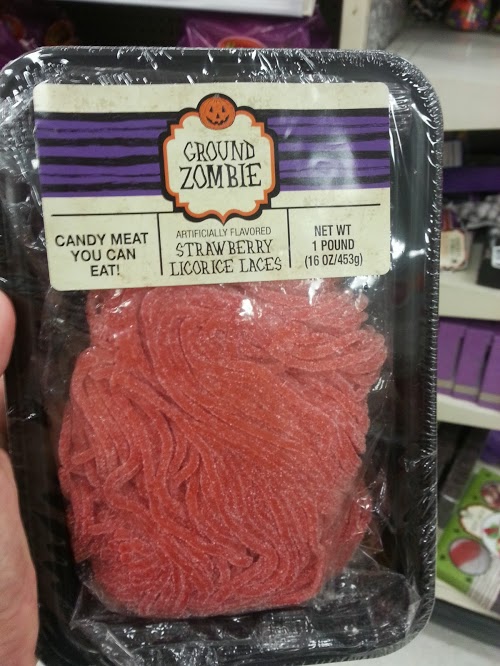 GROUND
ZOMBIE
CANDY MEAT
YOU CAN
EAT!
ARTIFICIALLY FLAVORED
STRAWBERRY
LICORICE LACES
NET WT
1 POUND
(16 OZ/453g)